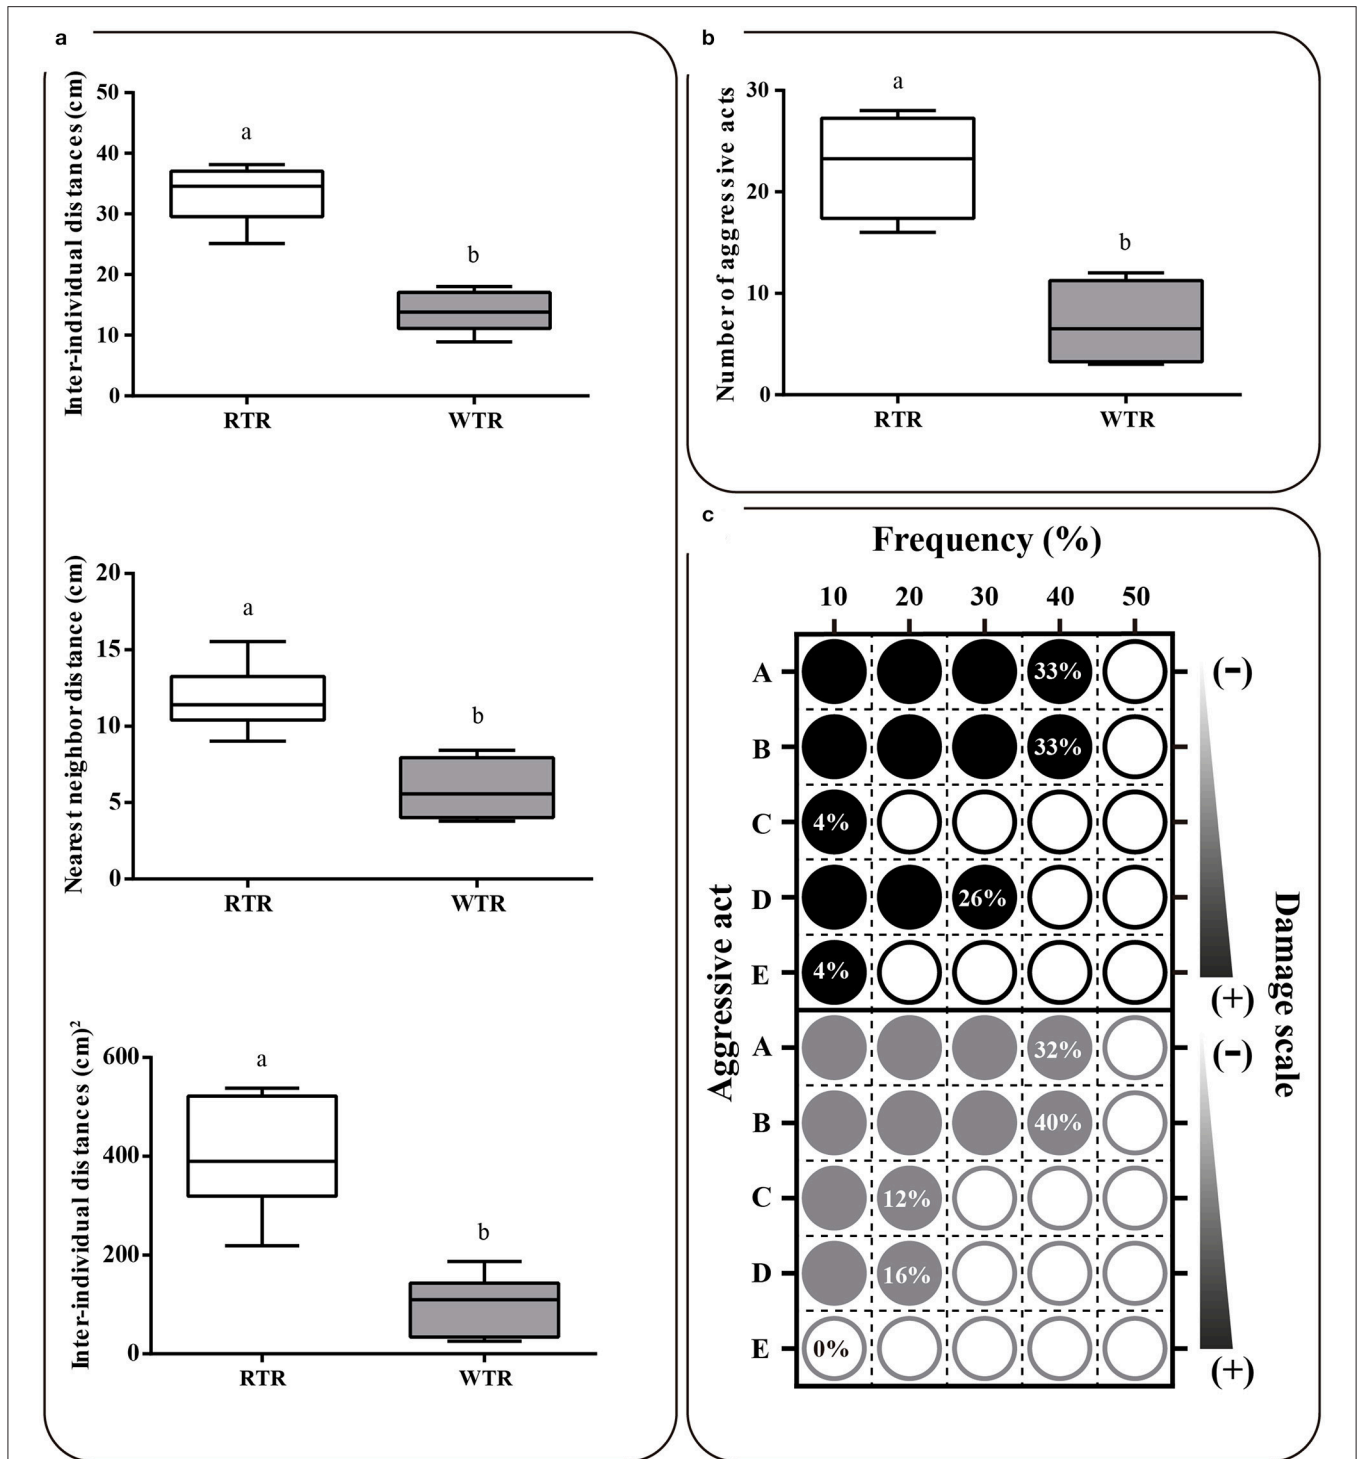 a
Inter-individual distances (cm)
50
40
30
20
10
0
a
b
RTR
WTR
Nearest neighbor distance (cm)
20
15
10
5
0
a
b
RTR
WTR
Inter-individual distances (cm)²
600
400
200
0
a
b
RTR
WTR
b
Number of aggressive acts
30
20
10
0
a
b
RTR
WTR
c
Frequency (%)
10 20 30 40 50
Aggressive act
A 33% (-)
B 33%
C 4%
D 26%
E 4% (+)
A 32% (-)
B 40%
C 12%
D 16%
E 0% (+)
Damage scale